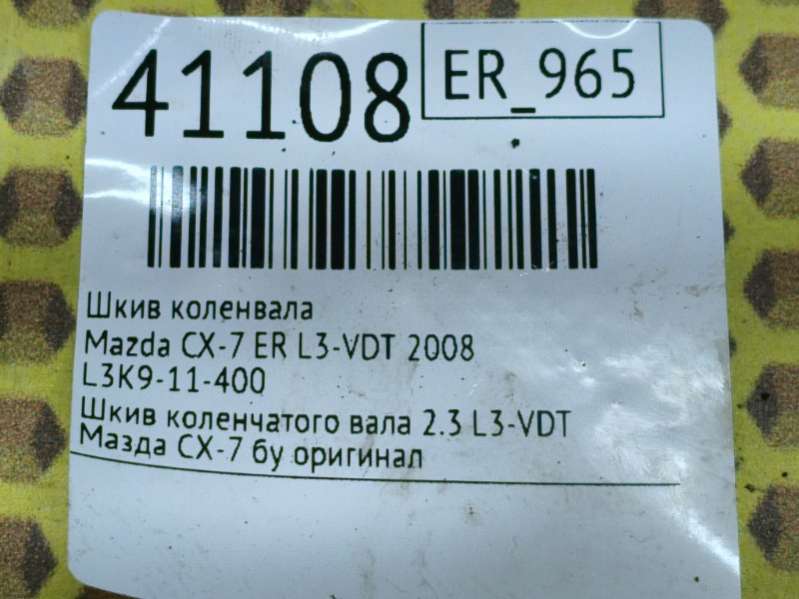 41108
ER_965
Шкив коленвала
Mazda CX-7 ER L3-VDT 2008
L3K9-11-400
Шкив коленчатого вала 2.3 L3-VDT
Мазда СХ-7 бу оригинал